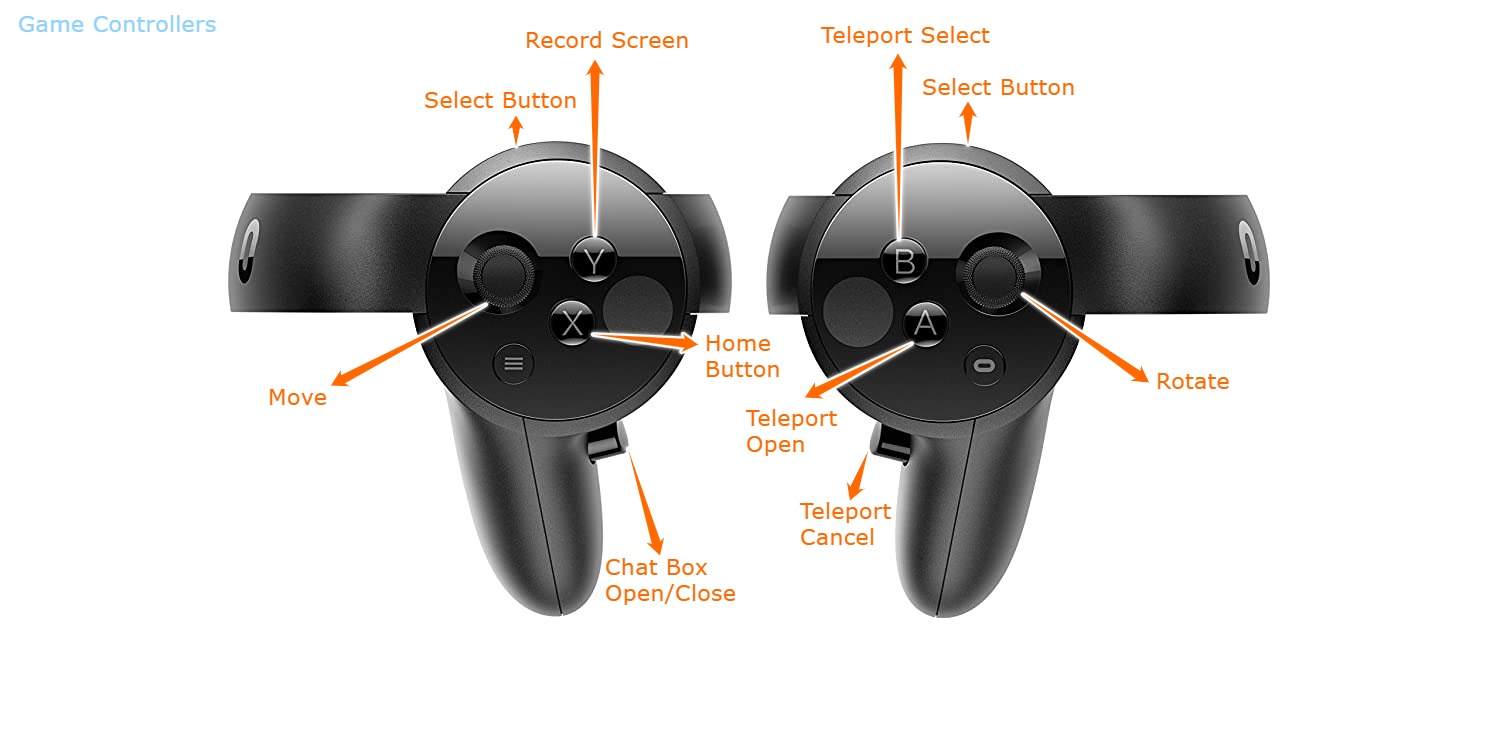 Game Controllers
Record Screen
Teleport Select
Select Button
Select Button
Y
B
X
A
Home
Button
Move
Rotate
Teleport
Open
Teleport
Cancel
Chat Box
Open/Close